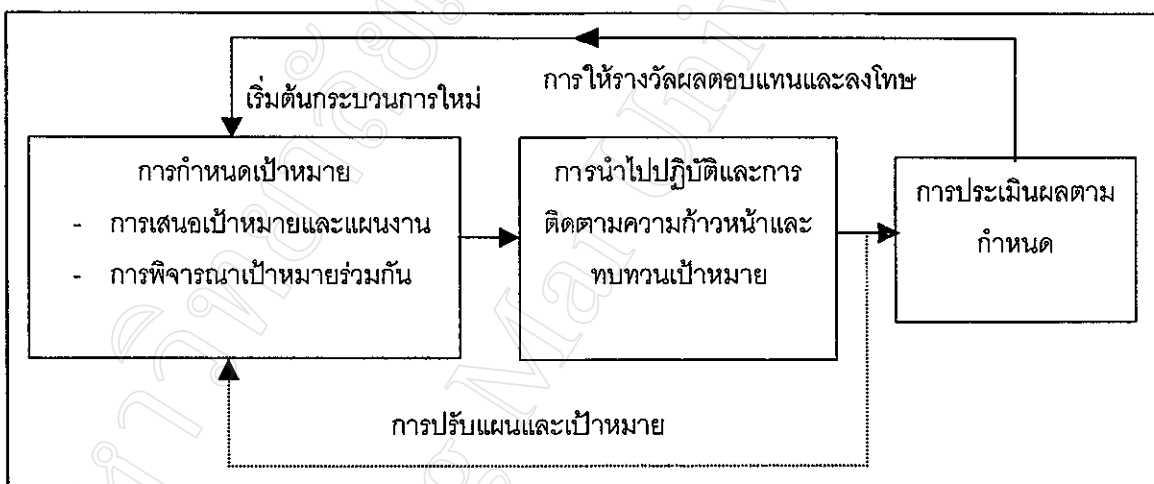 การให้รางวัลผลตอบแทนและลงโทษ
เริ่มต้นกระบวนการใหม่
การกำหนดเป้าหมาย
- การเสนอเป้าหมายและแผนงาน
- การพิจารณาเป้าหมายร่วมกัน
การนำไปปฏิบัติและการ
ติดตามความก้าวหน้าและ
ทบทวนเป้าหมาย
การประเมินผลตาม
กำหนด
การปรับแผนและเป้าหมาย